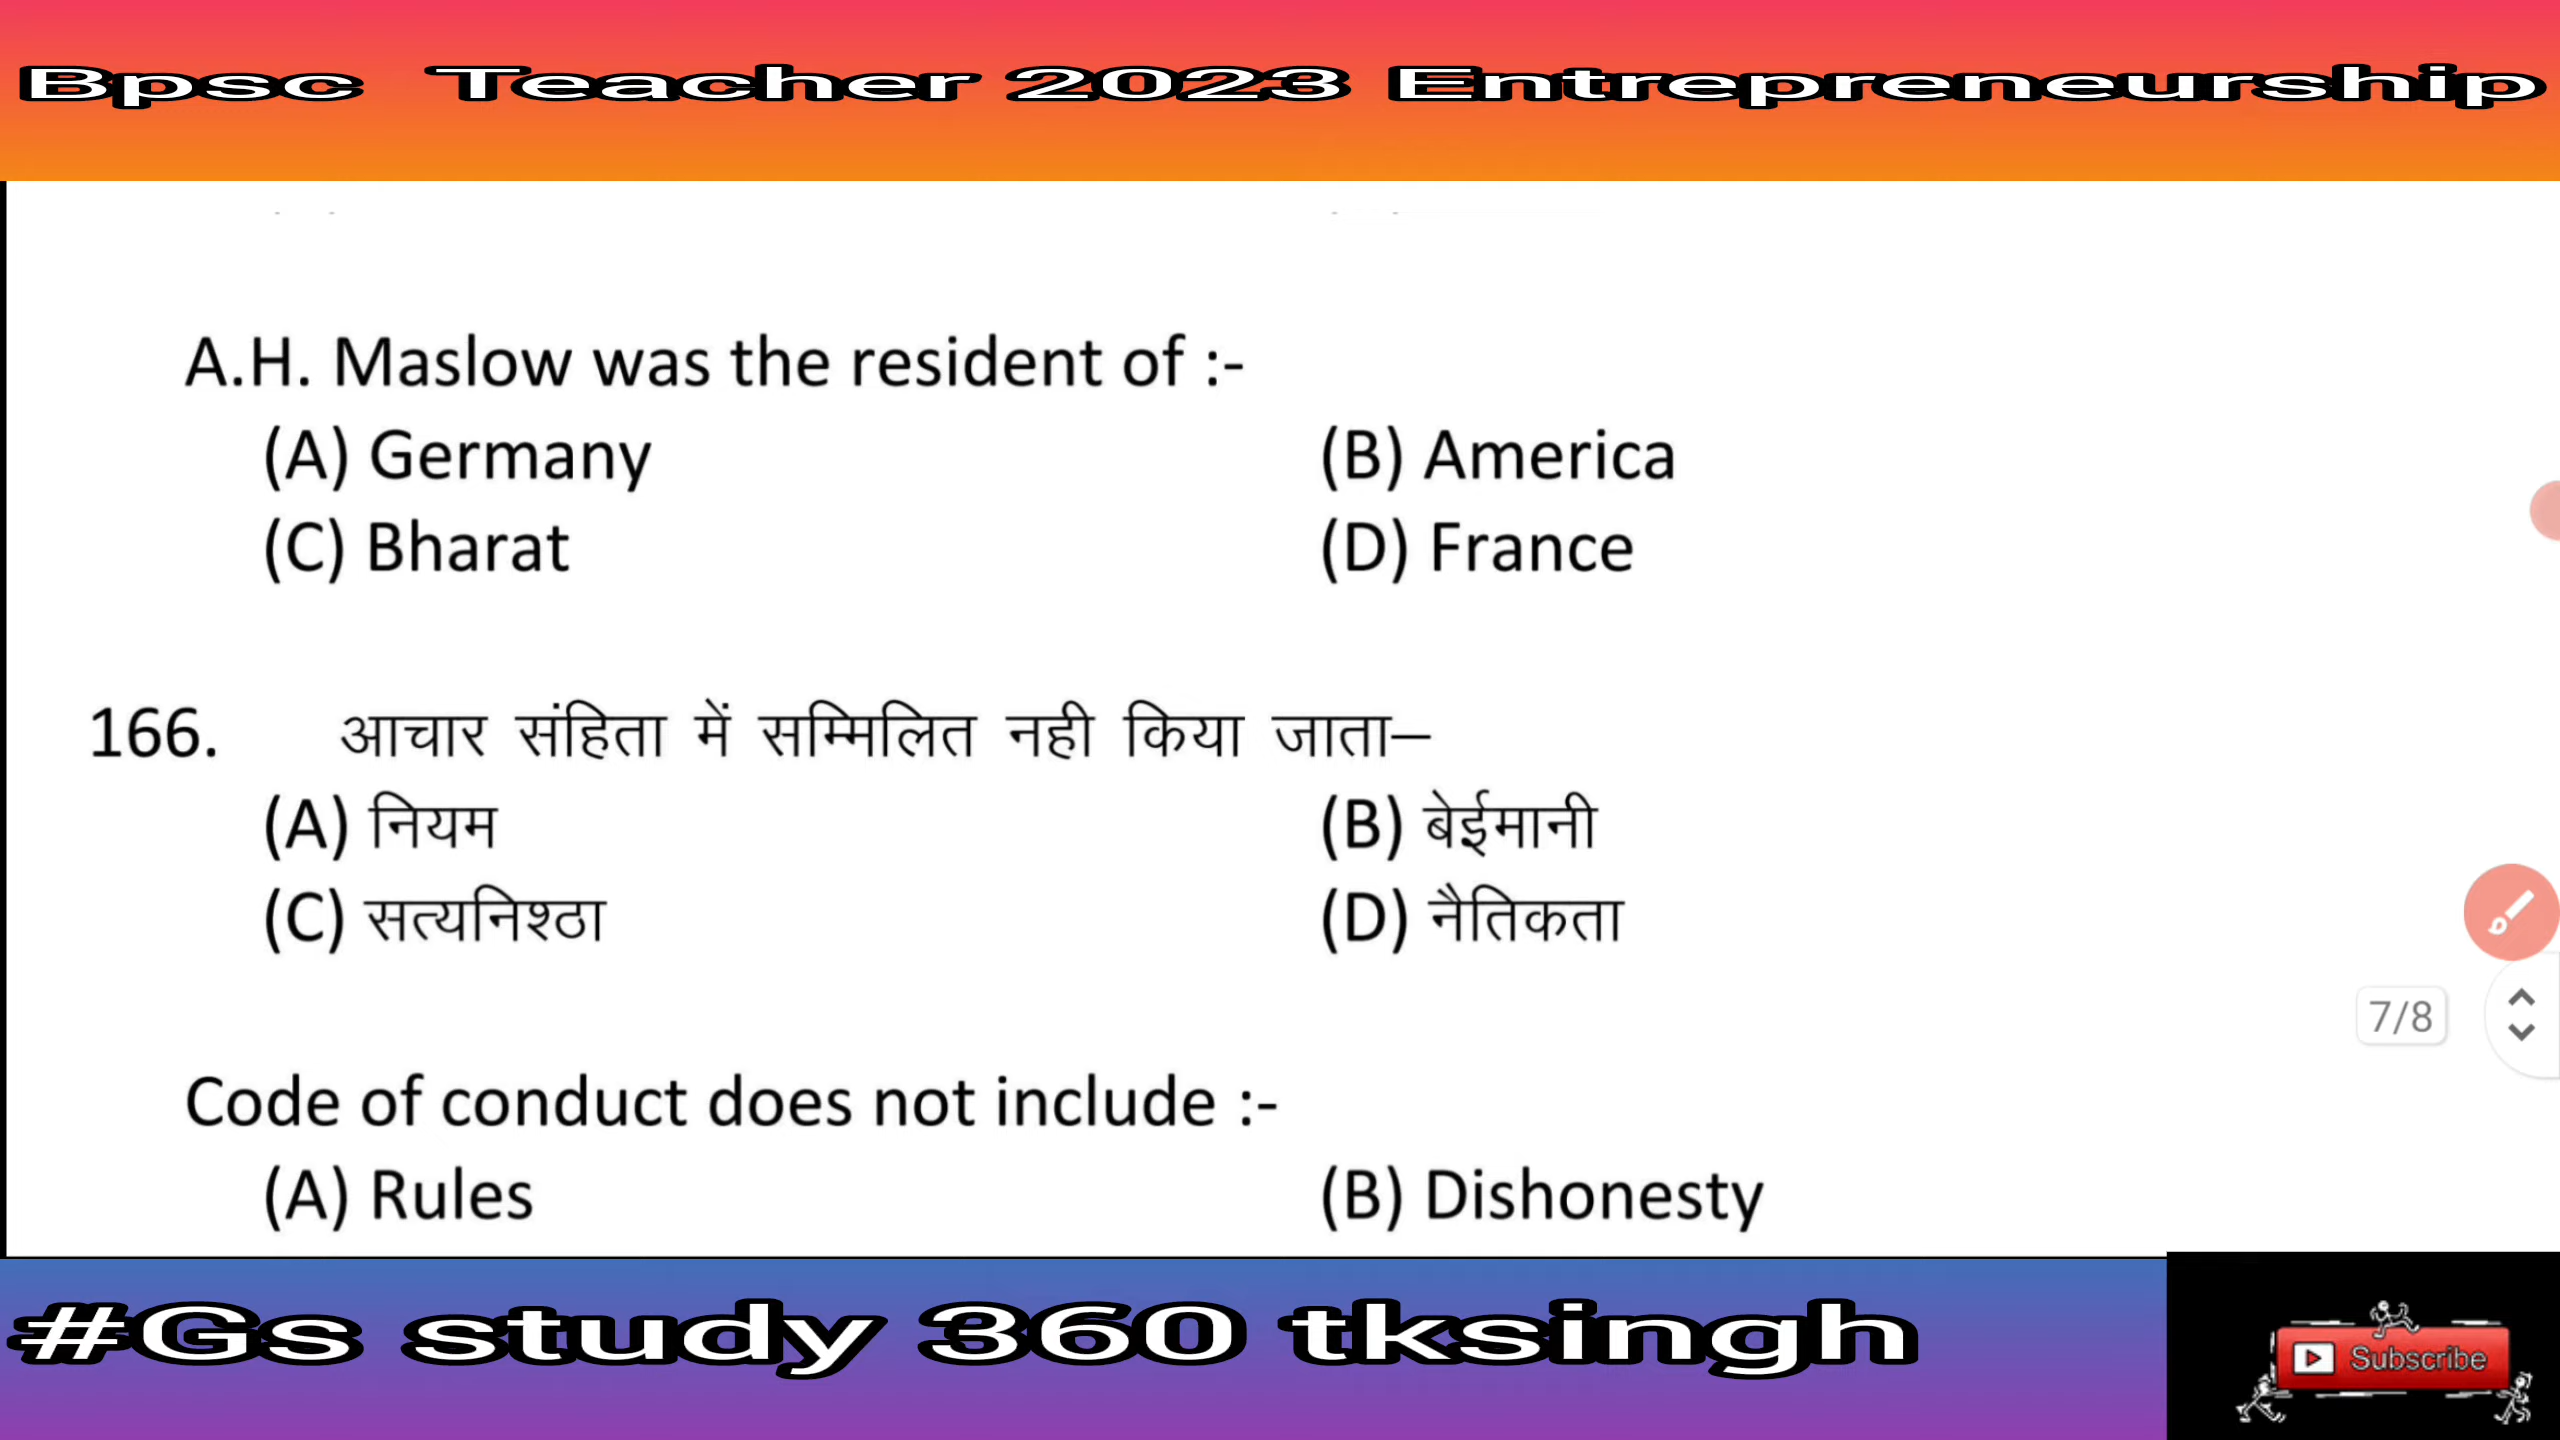 Bpsc Teacher 2023 Entrepreneurship
A.H. Maslow was the resident of :-
(A) Germany (B) America
(C) Bharat (D) France
166. आचार संहिता में सम्मिलित नही किया जाता–
(A) नियम (B) बेईमानी
(C) सत्यनिश्ठा (D) नैतिकता
7/8
Code of conduct does not include :-
(A) Rules (B) Dishonesty
#Gs study 360 tksingh
Subscribe